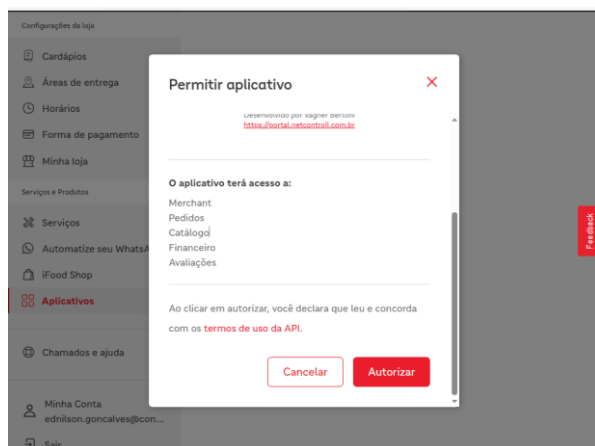 Configurações da loja
Cardápios
Áreas de entrega
Horários
Forma de pagamento
Minha loja
Serviços e Produtos
Serviços
Automatize seu WhatsA
iFood Shop
Aplicativos
Chamados e ajuda
Minha Conta
ednilson.goncalves@con...
Sair
Permitir aplicativo
Desenvolvido por Vagner Bertoni
https://portal.netcontroll.com.br
O aplicativo terá acesso a:
Merchant
Pedidos
Catálogo
Financeiro
Avaliações
Ao clicar em autorizar, você declara que leu e concorda
com os termos de uso da API.
Cancelar
Autorizar
Feedback